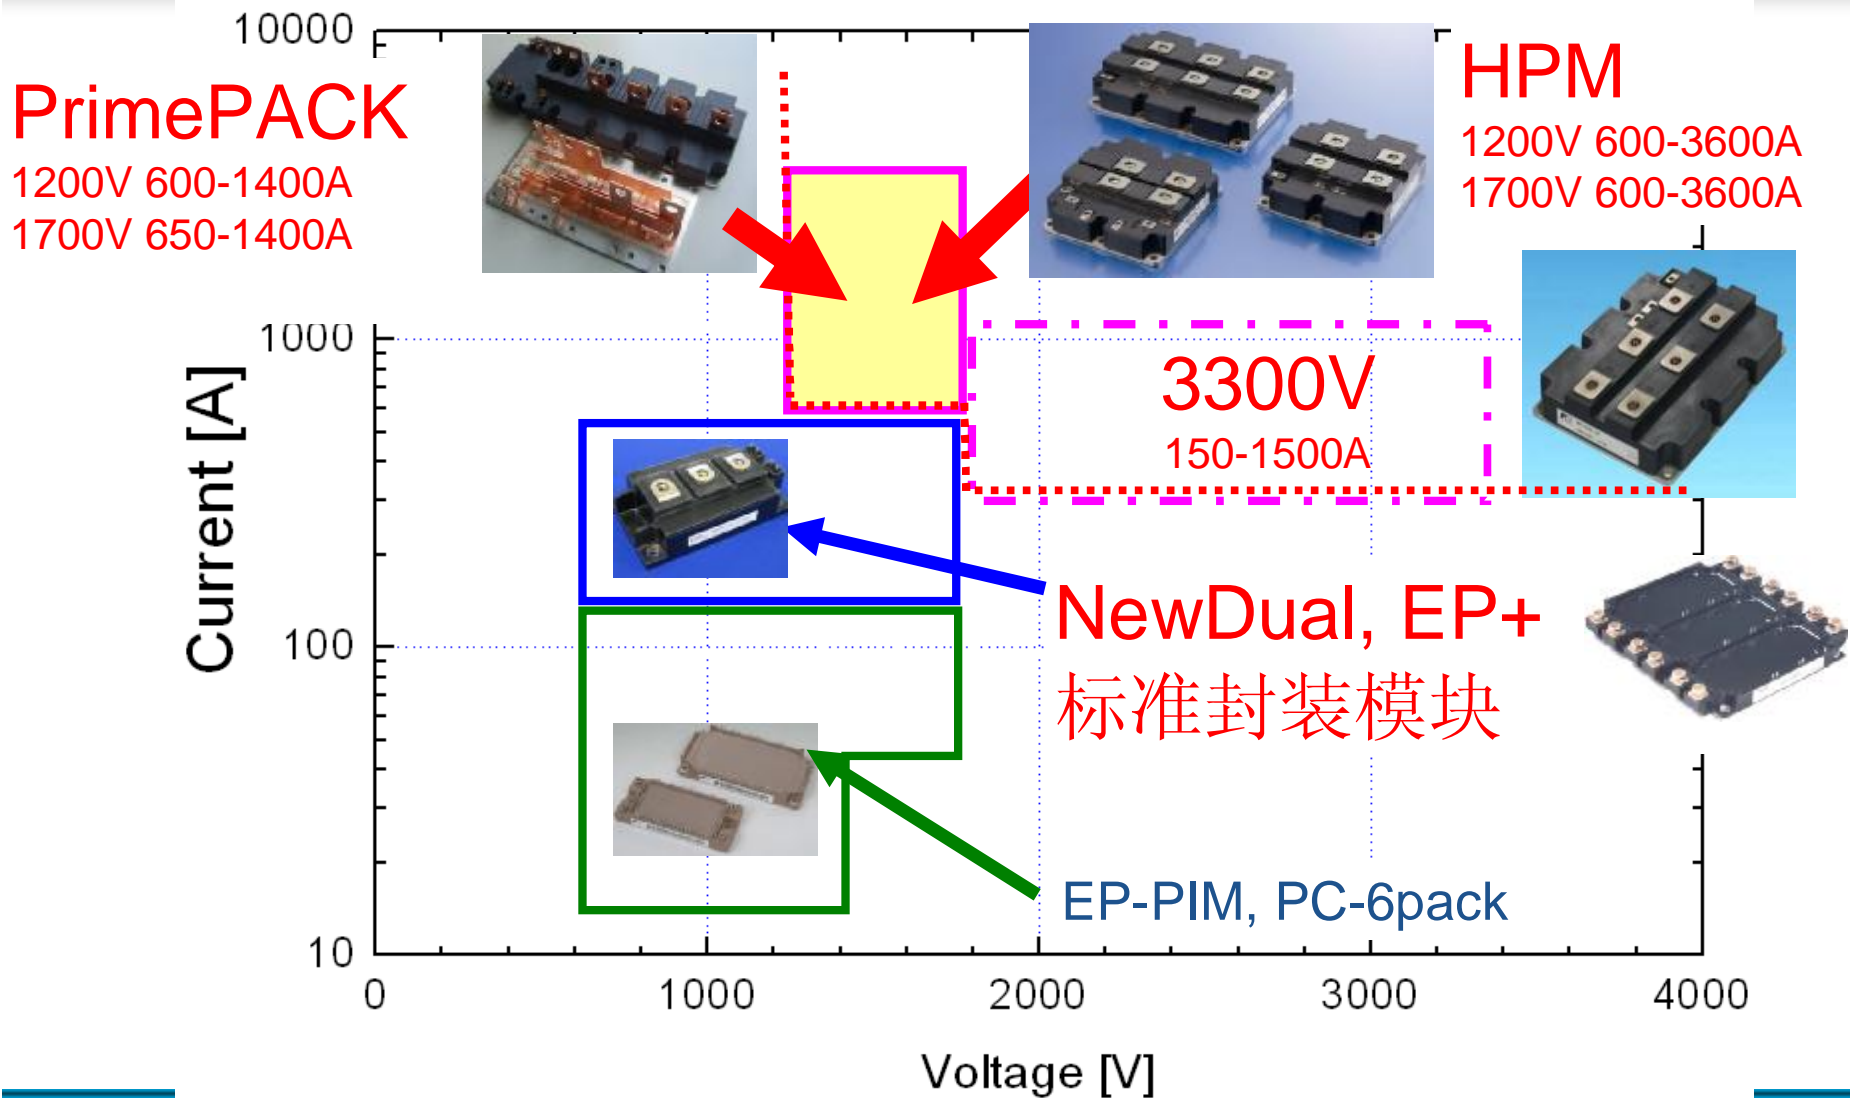 10000
PrimePACK
1200V 600-1400A
1700V 650-1400A
HPM
1200V 600-3600A
1700V 600-3600A
1000
3300V
150-1500A
Current [A]
NewDual, EP+
标准封装模块
100
EP-PIM, PC-6pack
10
0
1000
2000
3000
4000
Voltage [V]